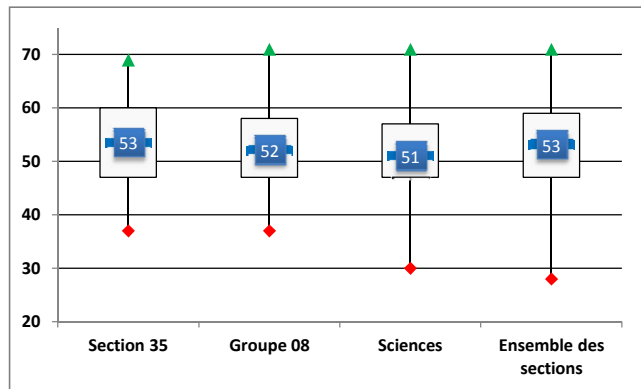 70
60
50
40
30
20
53
52
51
53
Section 35
Groupe 08
Sciences
Ensemble des
sections